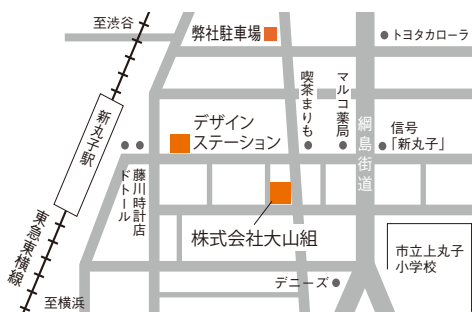 至渋谷
弊社駐車場
トヨタカローラ
喫茶まりも
マルコ薬局
綱島街道
信号
「新丸子」
デザイン
ステーション
新丸子駅
藤川時計店
ドトール
株式会社大山組
東急東横線
市立上丸子
小学校
デニーズ
至横浜